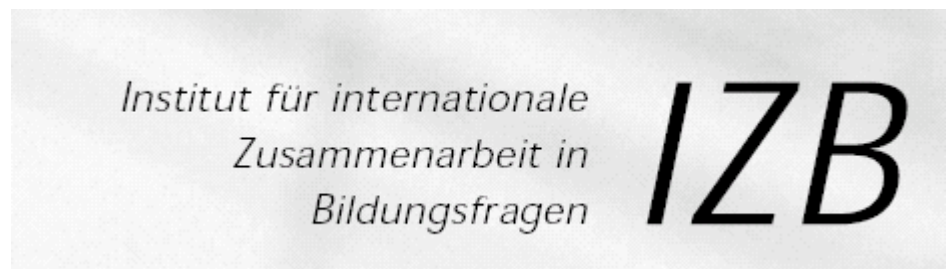 Institut für internationale
Zusammenarbeit in
Bildungsfragen
IZB